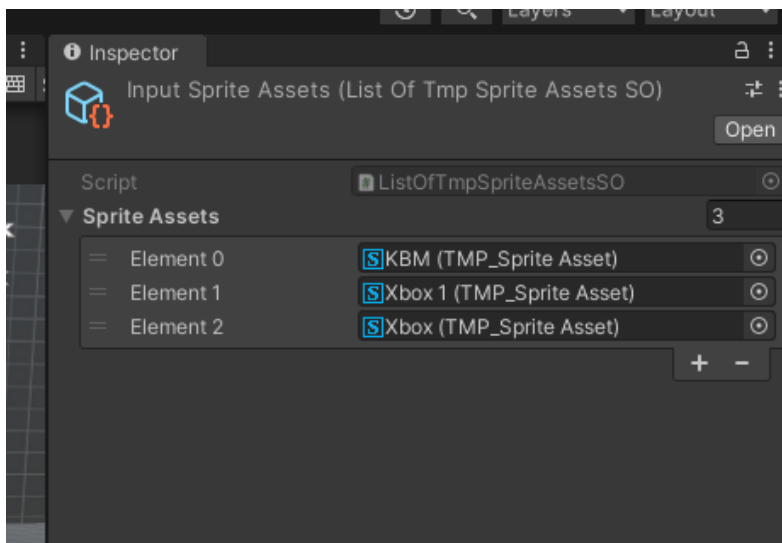 Layers Layout
Inspector
Input Sprite Assets (List Of Tmp Sprite Assets SO)
Open
Script ListOfTmpSpriteAssetsSO
Sprite Assets 3
Element 0 KBM (TMP_Sprite Asset)
Element 1 Xbox 1 (TMP_Sprite Asset)
Element 2 Xbox (TMP_Sprite Asset)